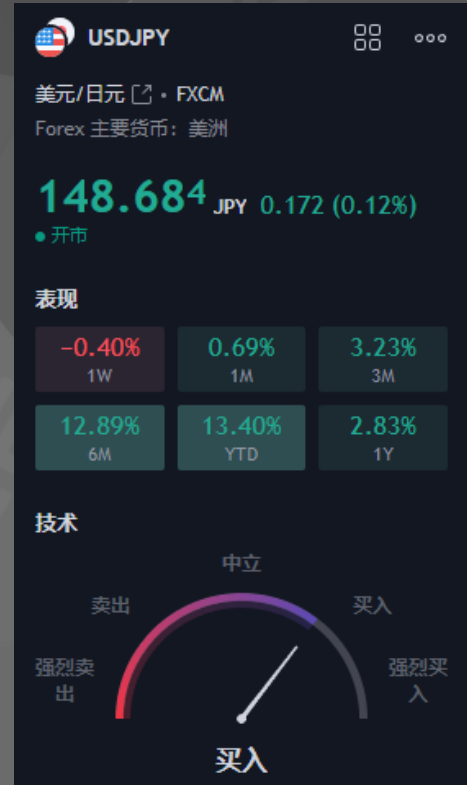 USDJPY
美元/日元 • FXCM
Forex 主要货币：美洲
148.684 JPY 0.172 (0.12%)
开市
表现
−0.40% 0.69% 3.23%
1W 1M 3M
12.89% 13.40% 2.83%
6M YTD 1Y
技术
中立
卖出 买入
强烈卖 强烈买
出 入
买入